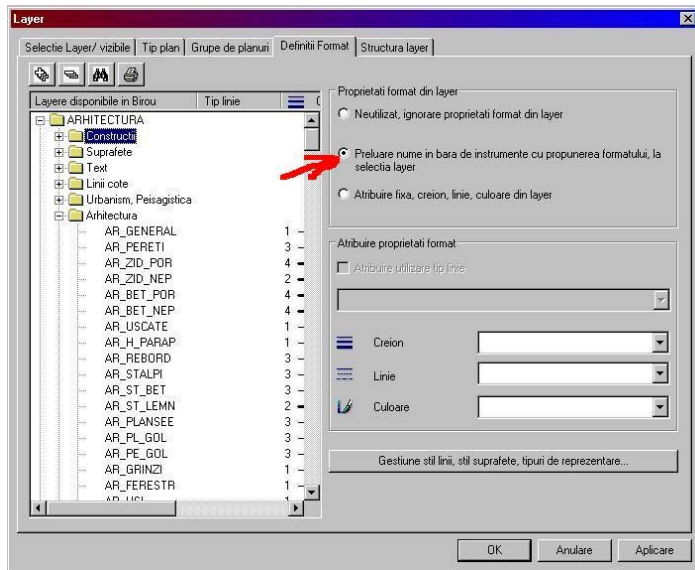 Layer
Selectie Layer/ vizibile
Tip plan
Grupe de planuri
Definitii Format
Structura layer
Layere disponibile in Birou
Tip linie
ARHITECTURA
Constructii
Suprafete
Text
Linii cote
Urbanism, Peisagistica
Arhitectura
AR_GENERAL 1
AR_PERETI 3
AR_ZID_POR 4
AR_ZID_NEP 2
AR_BET_POR 4
AR_BET_NEP 4
AR_USCATE 1
AR_H_PARAP 1
AR_REBORD 3
AR_STALPI 3
AR_ST_BET 3
AR_ST_LEMN 2
AR_PLANSEE 3
AR_PL_GOL 3
AR_PE_GOL 3
AR_GRINZI 1
AR_FERESTR 1
Proprietati format din layer
Neutilizat, ignorare proprietati format din layer
Preluare nume in bara de instrumente cu propunerea formatului, la
selectia layer
Atribuire fixa, creion, linie, culoare din layer
Atribuire proprietati format
Atribuire utilizare tip linie
Creion
Linie
Culoare
Gestiune stil linii, stil suprafete, tipuri de reprezentare...
OK
Anulare
Aplicare